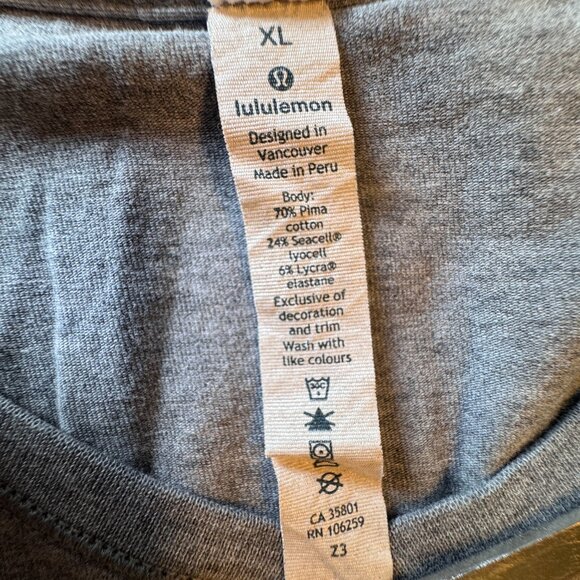 XL
lululemon
Designed in
Vancouver
Made in Peru
Body:
70% Pima
cotton
24% Seacell®
lyocell
6% Lycra®
elastane
Exclusive of
decoration
and trim
Wash with
like colours
CA 35801
RN 106259
Z3